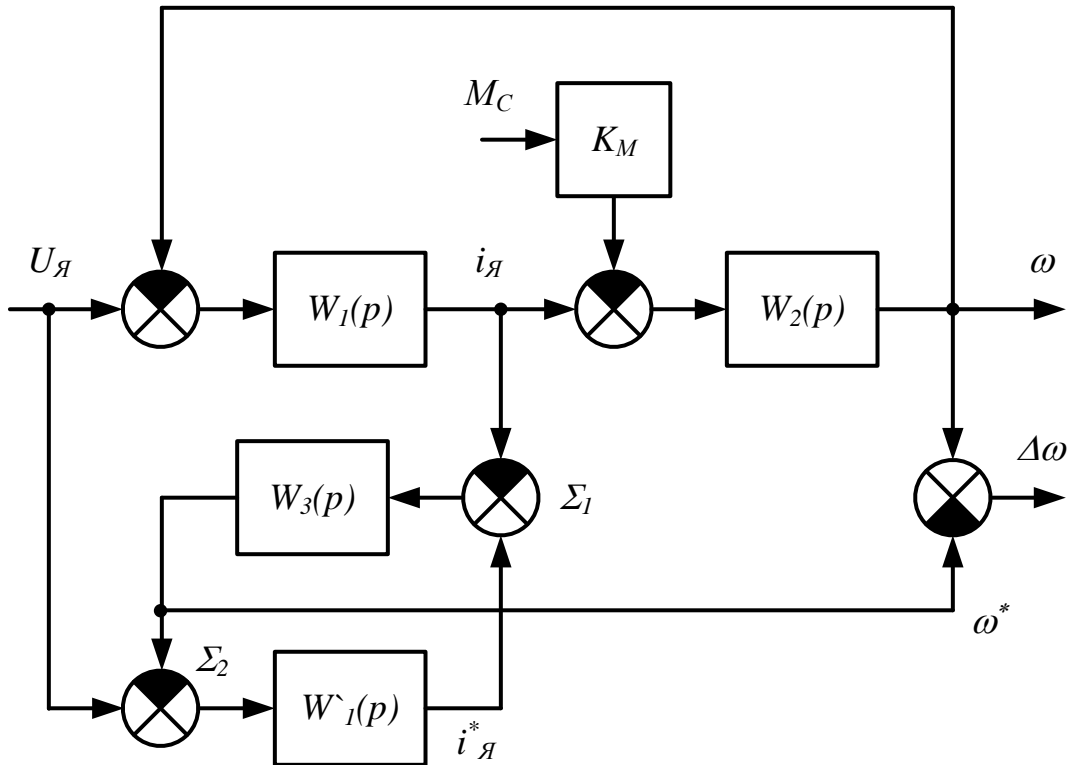 M_C
K_M
U_Я
W_1(p)
i_Я
W_2(p)
ω
W_3(p)
Σ_1
Δω
ω^*
Σ_2
W`_1(p)
i^*_Я